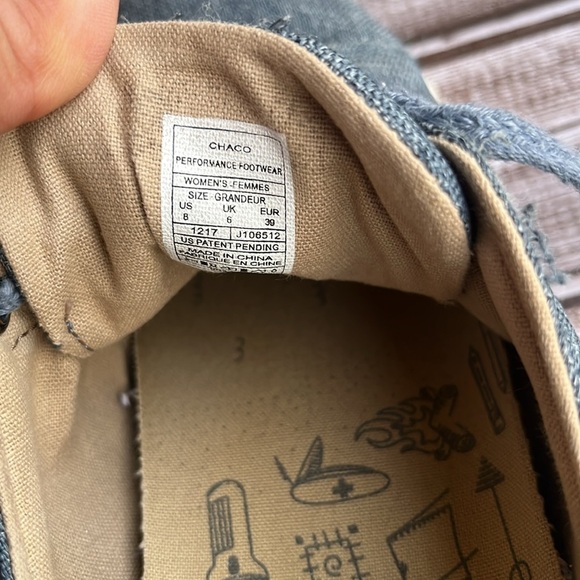 CHACO
PERFORMANCE FOOTWEAR
WOMEN'S-FEMMES
SIZE-GRANDEUR
US UK EUR
8 6 39
1217 J106512
US PATENT PENDING
MADE IN CHINA
FABRIQUE EN CHINE
3